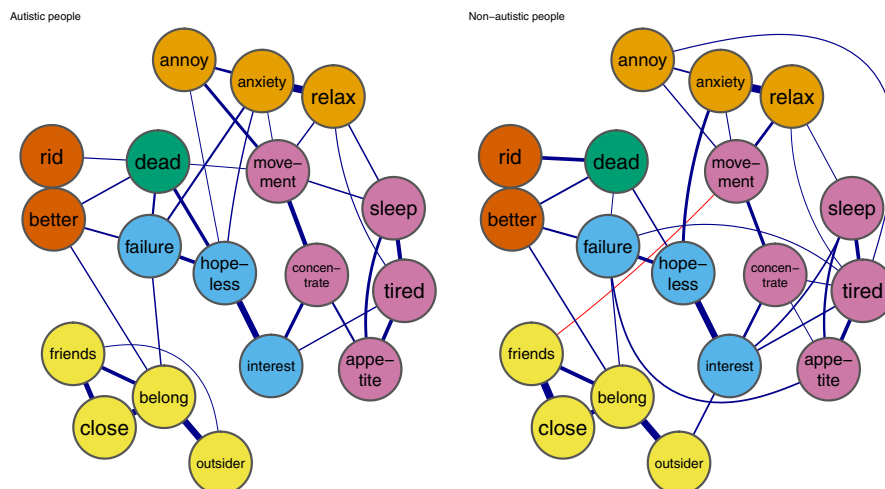 Autistic people
annoy
anxiety
relax
rid
dead
move–
ment
better
sleep
failure
hope–
less
concen–
trate
tired
friends
interest
appe–
tite
belong
close
outsider
Non–autistic people
annoy
anxiety
relax
rid
dead
move–
ment
better
sleep
failure
hope–
less
concen–
trate
tired
friends
interest
appe–
tite
belong
close
outsider